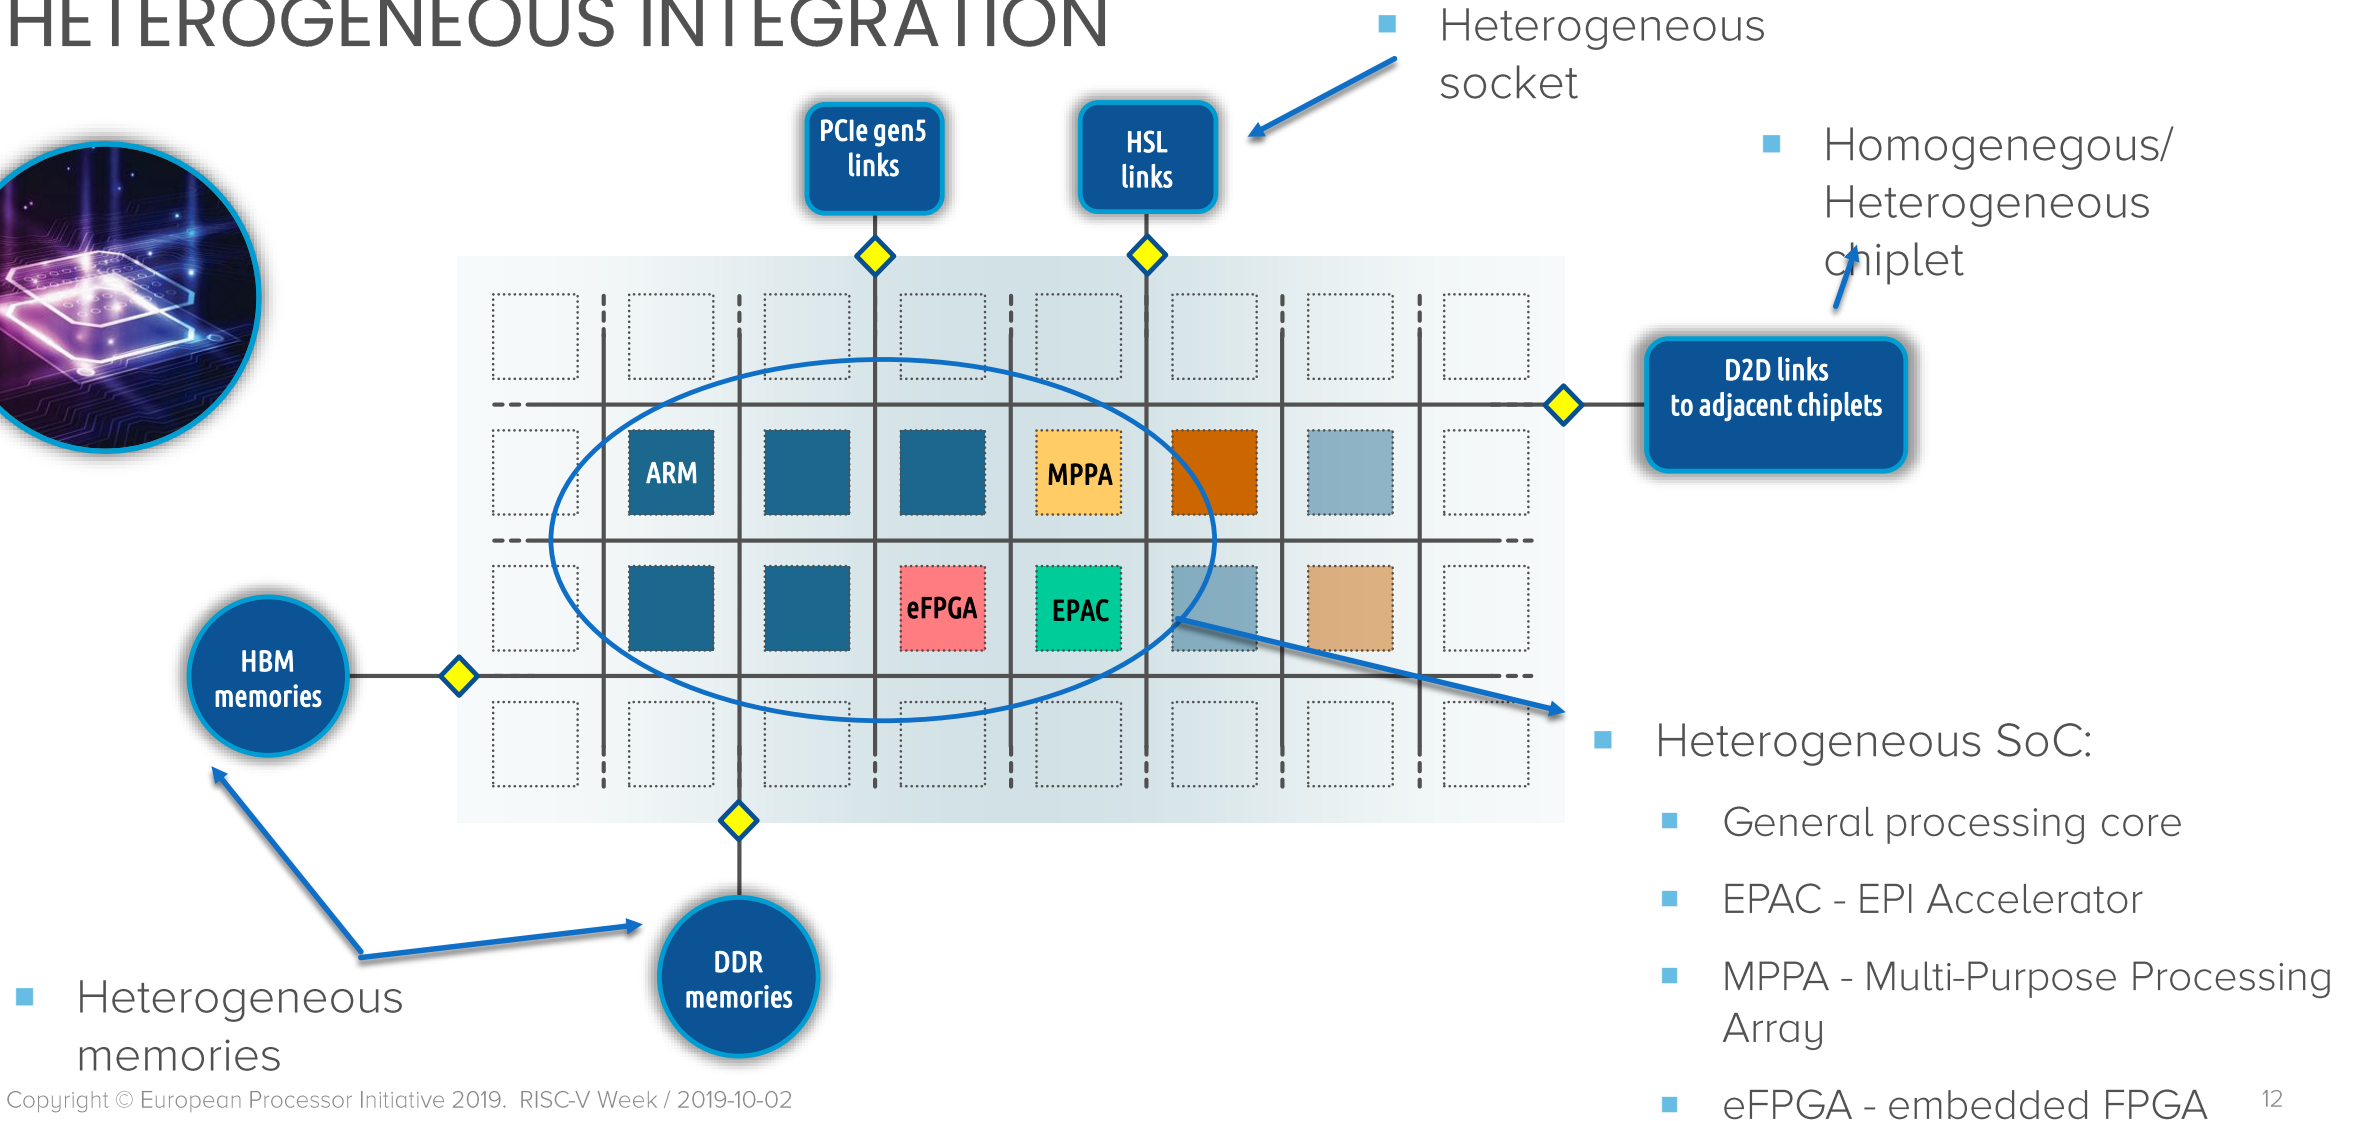 HETEROGENEOUS INTEGRATION
Heterogeneous
socket
PCIe gen5
links
HSL
links
Homogenegous/
Heterogeneous
chiplet
D2D links
to adjacent chiplets
ARM
MPPA
eFPGA
EPAC
HBM
memories
DDR
memories
Heterogeneous
memories
Heterogeneous SoC:
General processing core
EPAC - EPI Accelerator
MPPA - Multi-Purpose Processing
Array
eFPGA - embedded FPGA
Copyright © European Processor Initiative 2019. RISC-V Week / 2019-10-02
12